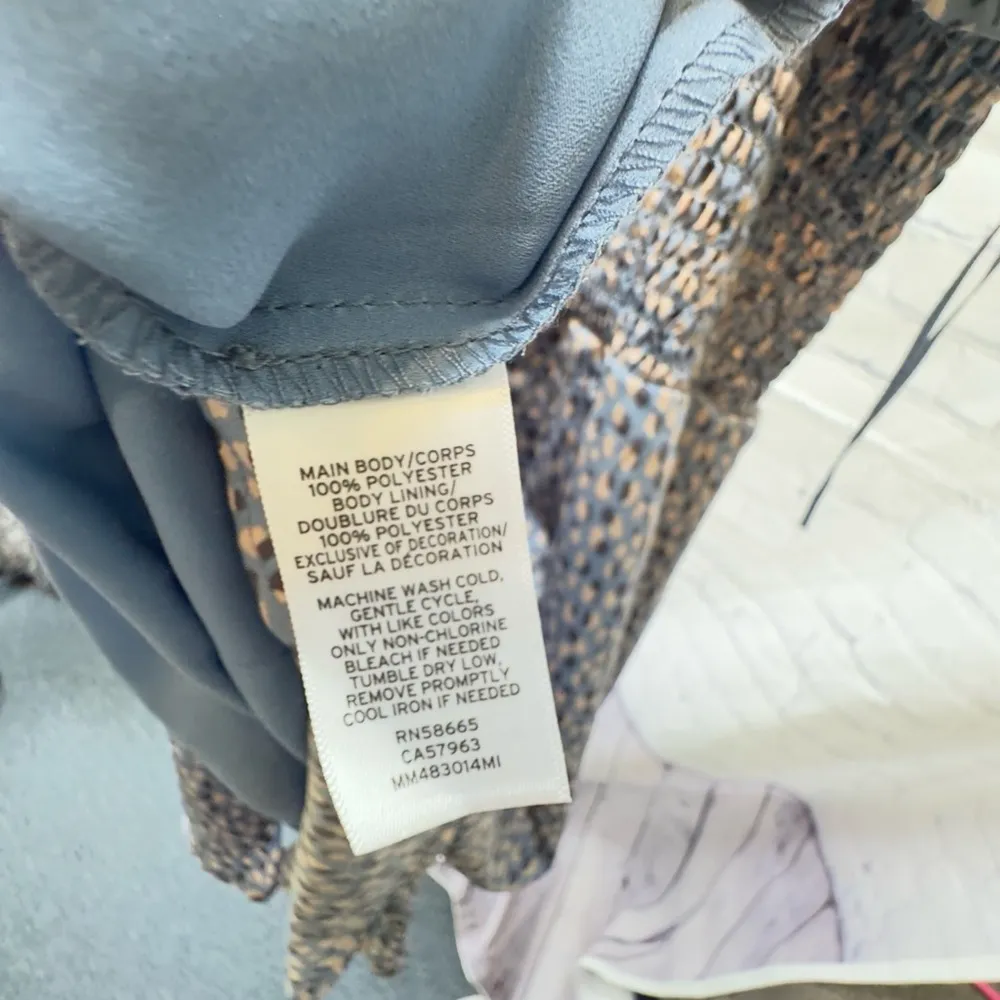 MAIN BODY/CORPS
100% POLYESTER
BODY LINING/
DOUBLURE DU CORPS
100% POLYESTER
EXCLUSIVE OF DECORATION/
SAUF LA DÉCORATION
MACHINE WASH COLD,
GENTLE CYCLE,
WITH LIKE COLORS
ONLY NON-CHLORINE
BLEACH IF NEEDED
TUMBLE DRY LOW,
REMOVE PROMPTLY
COOL IRON IF NEEDED
RN58665
CA57963
MM483014MI